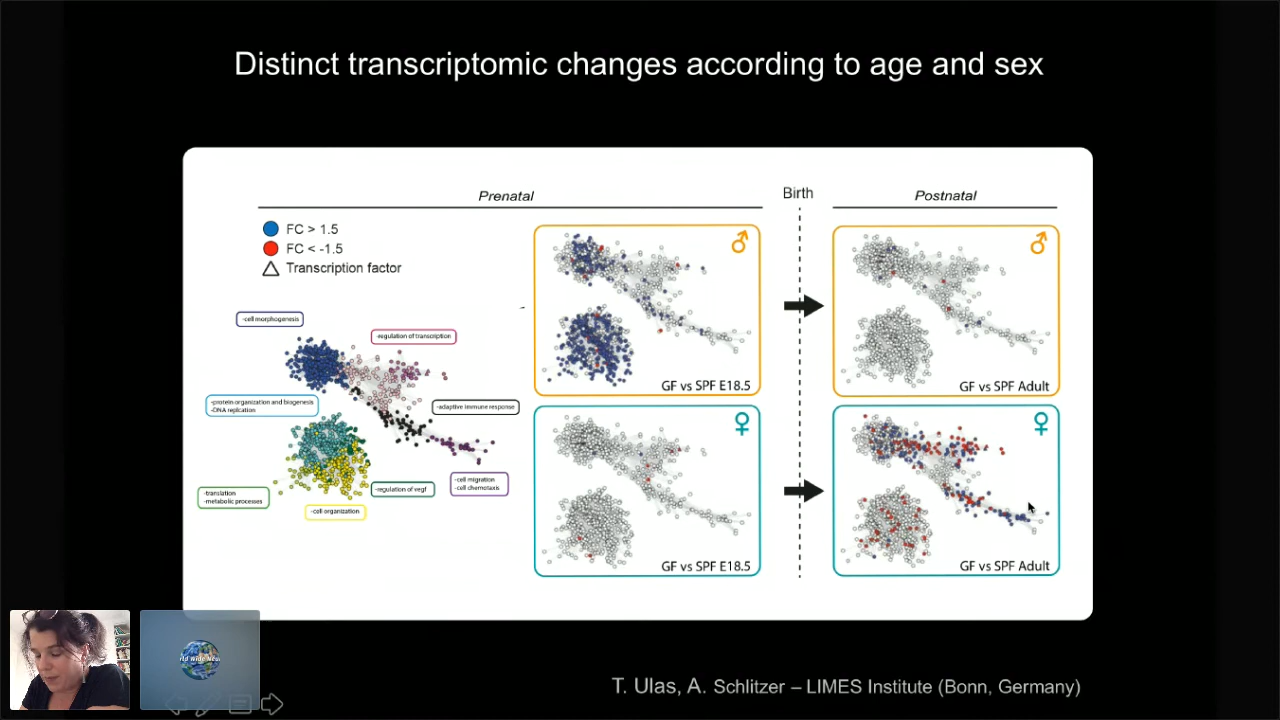 Distinct transcriptomic changes according to age and sex
Prenatal
Birth
Postnatal
FC > 1.5
FC < -1.5
Transcription factor
-cell morphogenesis
-regulation of transcription
-protein organization and biogenesis
-DNA replication
-adaptive immune response
-cell migration
-cell chemotaxis
-regulation of vegf
-translation
-metabolic processes
-cell organization
♂
GF vs SPF E18.5
♂
GF vs SPF Adult
♀
GF vs SPF E18.5
♀
GF vs SPF Adult
T. Ulas, A. Schlitzer – LIMES Institute (Bonn, Germany)